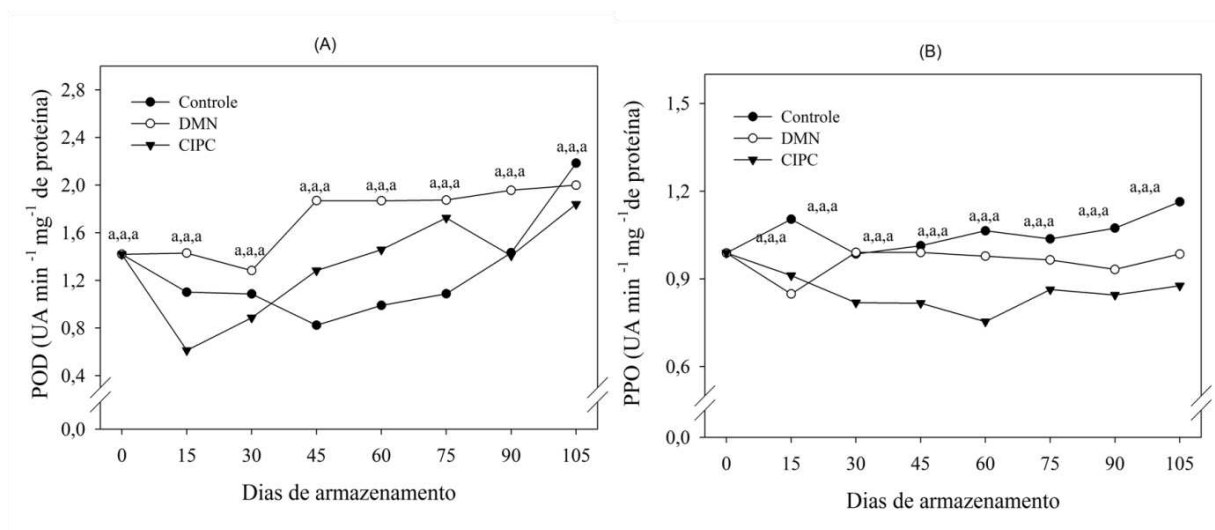 (A)
POD (UA min -1 mg-1 de proteína)
2,8
2,4
2,0
1,6
1,2
0,8
0,4
0,0
Controle
DMN
CIPC
a,a,a
a,a,a
a,a,a
a,a,a
a,a,a
a,a,a
a,a,a
a,a,a
0 15 30 45 60 75 90 105
Dias de armazenamento
(B)
PPO (UA min -1 mg-1 de proteína)
1,5
1,2
0,9
0,6
0,0
Controle
DMN
CIPC
a,a,a
a,a,a
a,a,a
a,a,a
a,a,a
a,a,a
a,a,a
a,a,a
0 15 30 45 60 75 90 105
Dias de armazenamento